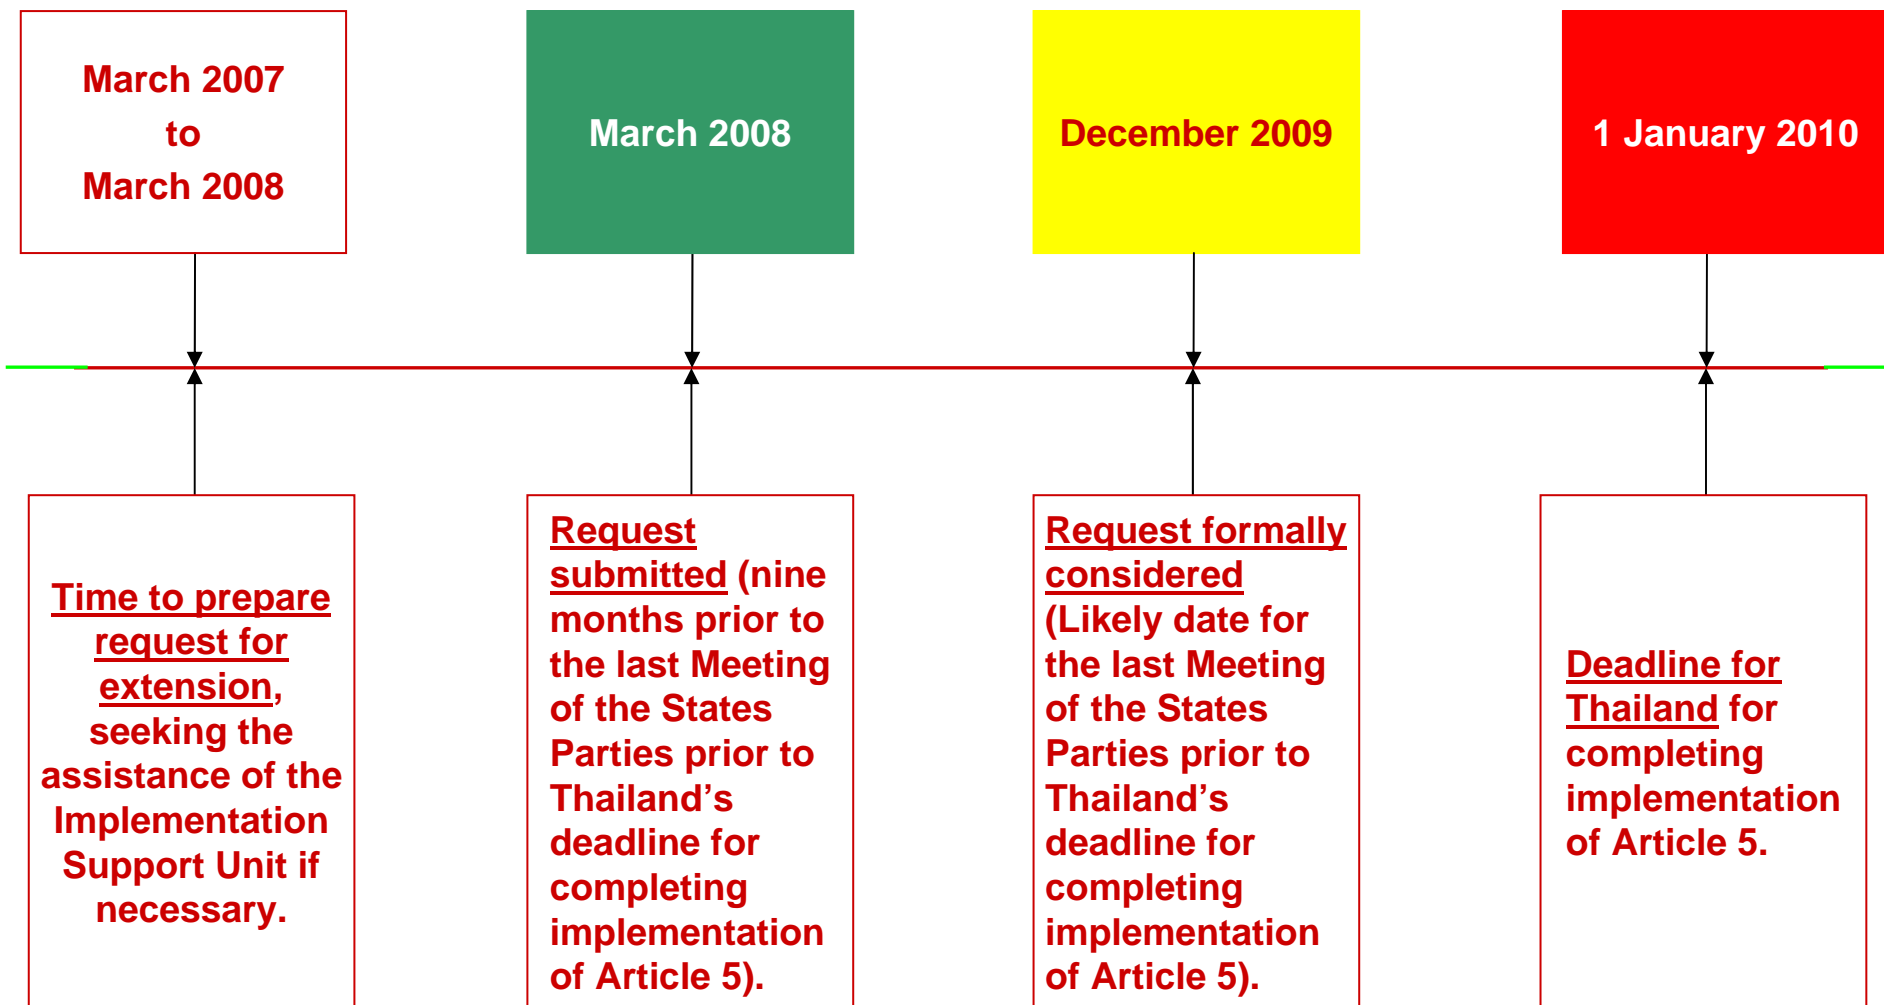 March 2007
to
March 2008
March 2008
December 2009
1 January 2010
Time to prepare
request for
extension,
seeking the
assistance of the
Implementation
Support Unit if
necessary.
Request
submitted (nine
months prior to
the last Meeting
of the States
Parties prior to
Thailand’s
deadline for
completing
implementation
of Article 5).
Request formally
considered
(Likely date for
the last Meeting
of the States
Parties prior to
Thailand’s
deadline for
completing
implementation
of Article 5).
Deadline for
Thailand for
completing
implementation
of Article 5.